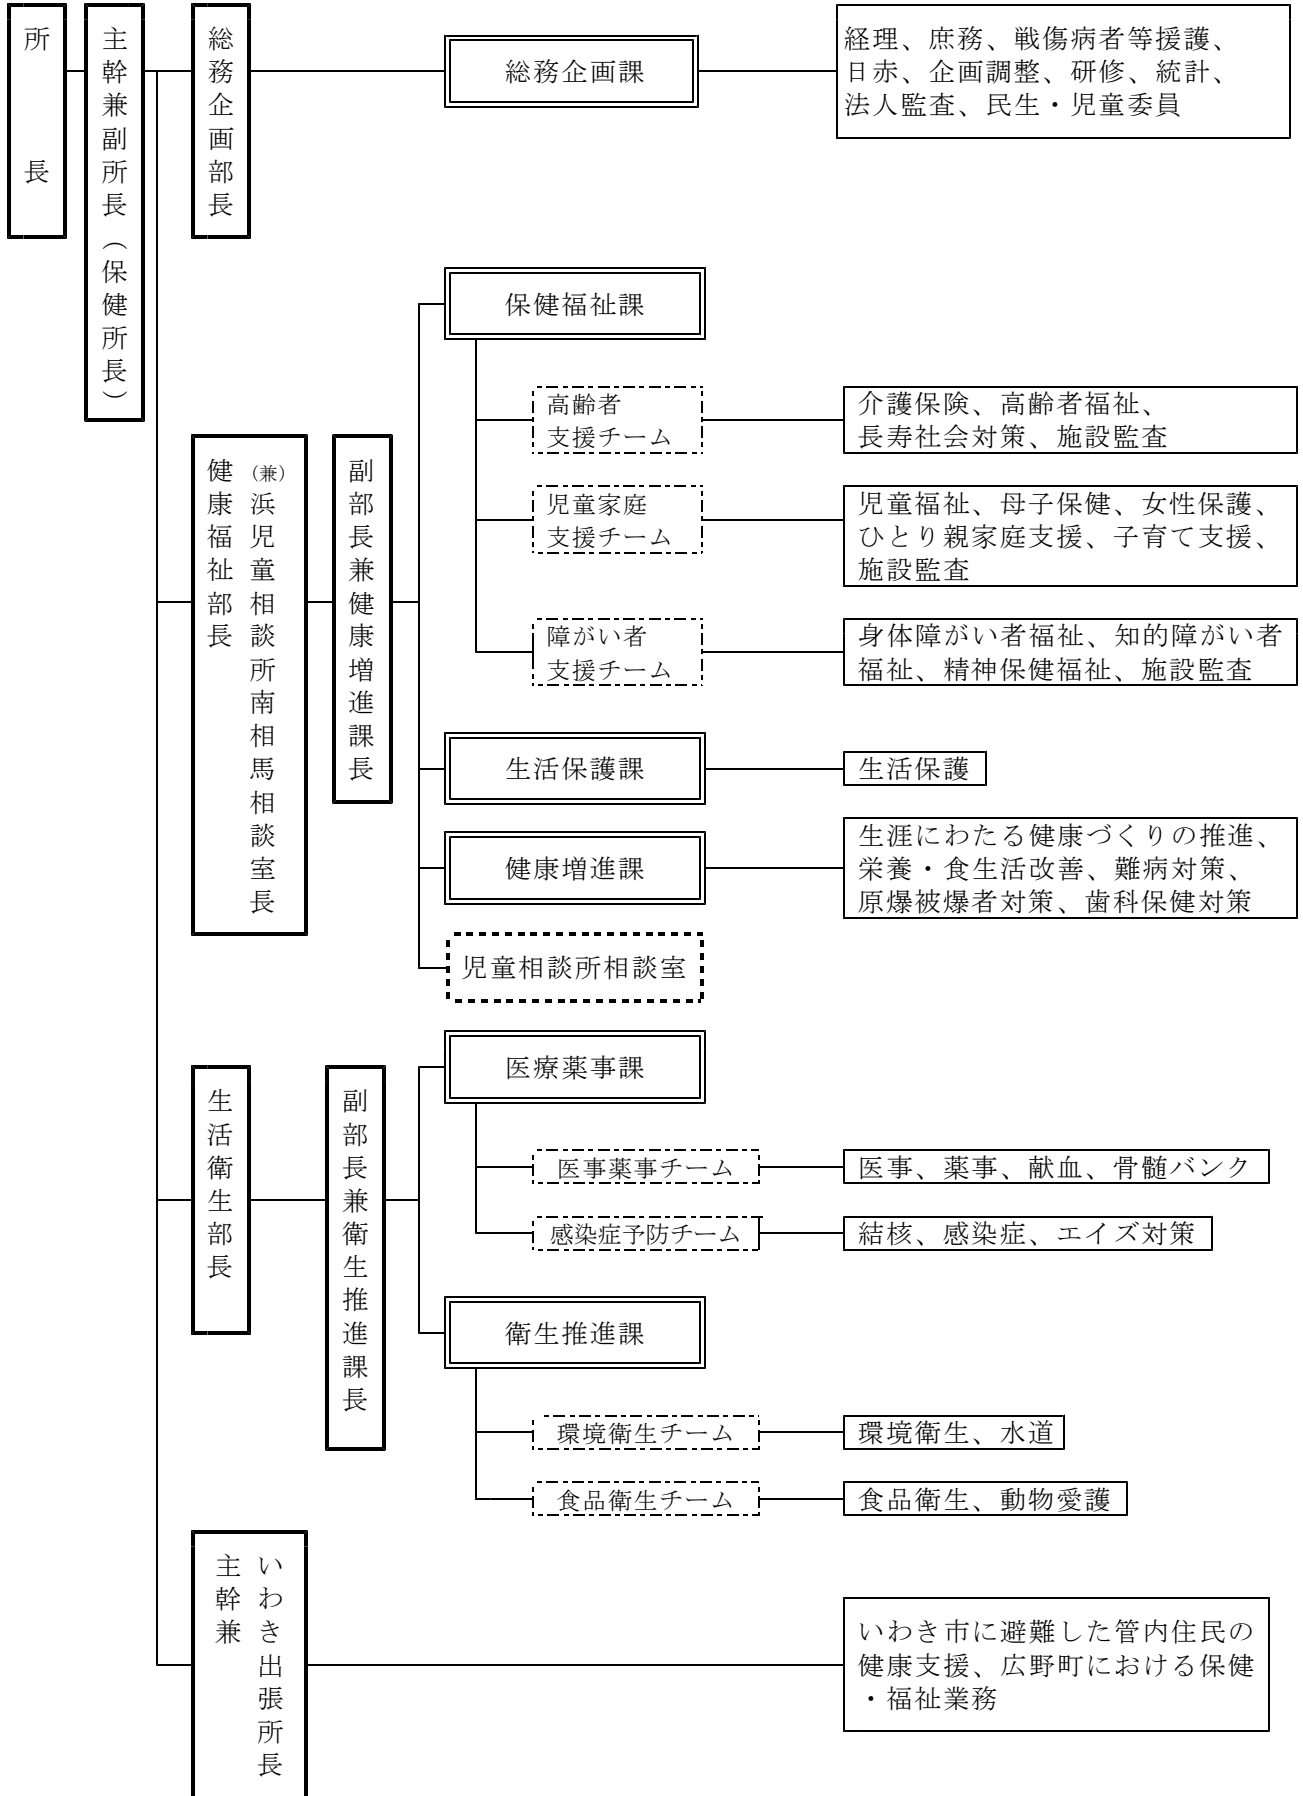 所長
主幹兼副所長（保健所長）
総務企画部長
総務企画課
経理、庶務、戦傷病者等援護、
日赤、企画調整、研修、統計、
法人監査、民生・児童委員
健康福祉部長
（兼）浜児童相談所南相馬相談室長
副部長兼健康増進課長
保健福祉課
高齢者
支援チーム
介護保険、高齢者福祉、
長寿社会対策、施設監査
児童家庭
支援チーム
児童福祉、母子保健、女性保護、
ひとり親家庭支援、子育て支援、
施設監査
障がい者
支援チーム
身体障がい者福祉、知的障がい者
福祉、精神保健福祉、施設監査
生活保護課
生活保護
健康増進課
生涯にわたる健康づくりの推進、
栄養・食生活改善、難病対策、
原爆被爆者対策、歯科保健対策
児童相談所相談室
生活衛生部長
副部長兼衛生推進課長
医療薬事課
医事薬事チーム
医事、薬事、献血、骨髄バンク
感染症予防チーム
結核、感染症、エイズ対策
衛生推進課
環境衛生チーム
環境衛生、水道
食品衛生チーム
食品衛生、動物愛護
主幹兼
いわき出張所長
いわき市に避難した管内住民の
健康支援、広野町における保健
・福祉業務